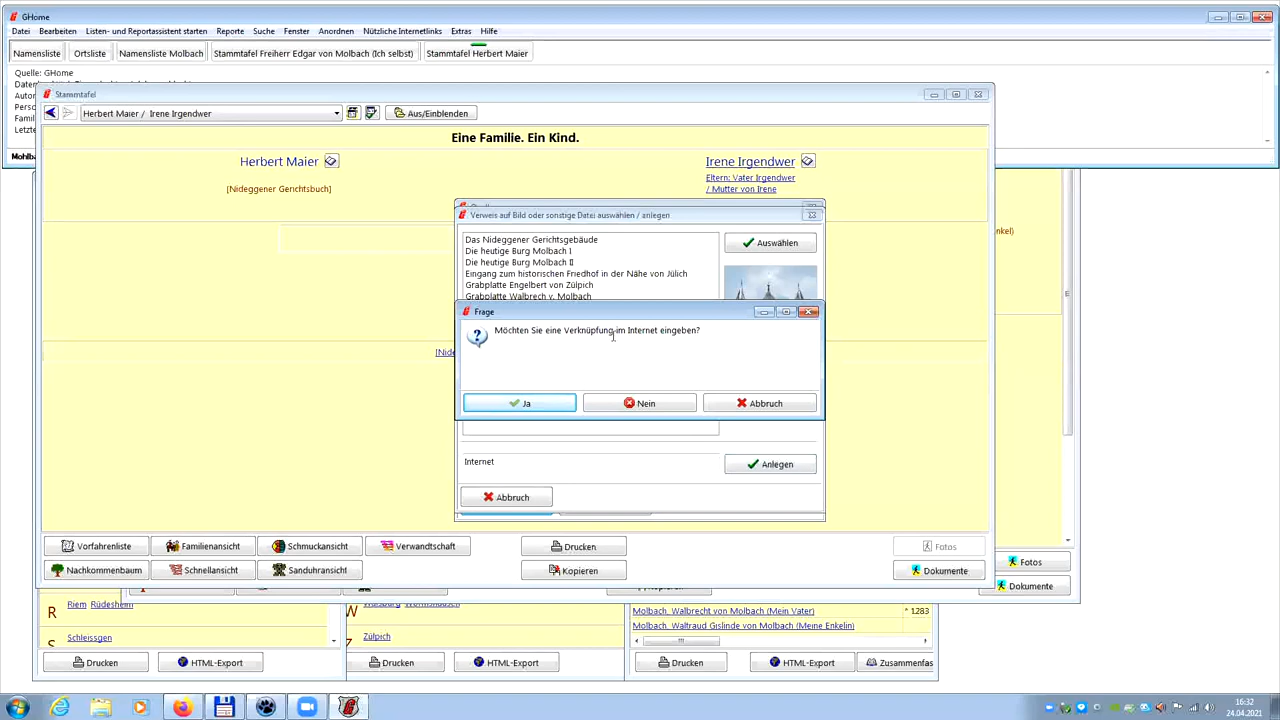 GHome
Datei Bearbeiten Listen- und Reportassistent starten Reporte Suche Fenster Anordnen Nützliche Internetlinks Extras Hilfe
Namensliste Ortsliste Namensliste Molbach Stammtafel Freiherr Edgar von Molbach (Ich selbst) Stammtafel Herbert Maier
Quelle: GHome
Stammtafel
Herbert Maier / Irene Irgendwer
Aus/Einblenden
Eine Familie. Ein Kind.
Herbert Maier
Irene Irgendwer
Eltern: Vater Irgendwer
/ Mutter von Irene
[Nideggener Gerichtsbuch]
Verweis auf Bild oder sonstige Datei auswählen / anlegen
Das Nideggener Gerichtsgebäude
Die heutige Burg Molbach I
Die heutige Burg Molbach II
Eingang zum historischen Friedhof in der Nähe von Jülich
Grabplatte Engelbert von Zülpich
Grabplatte Walbrech v. Molbach
Auswählen
Frage
Möchten Sie eine Verknüpfung im Internet eingeben?
Ja
Nein
Abbruch
Internet
Anlegen
Abbruch
Vorfahrenliste Familienansicht Schmuckansicht Verwandtschaft Drucken Fotos
Nachkommenbaum Schnellansicht Sanduhransicht Kopieren Dokumente
Fotos
Dokumente
R
Riem Rüdesheim
Schleissgen
Zülpich
Molbach, Walbrecht von Molbach (Mein Vater)
* 1283
Molbach, Waltraud Gislinde von Molbach (Meine Enkelin)
Drucken HTML-Export Drucken HTML-Export Drucken HTML-Export Zusammenfas
16:32
24.04.2021